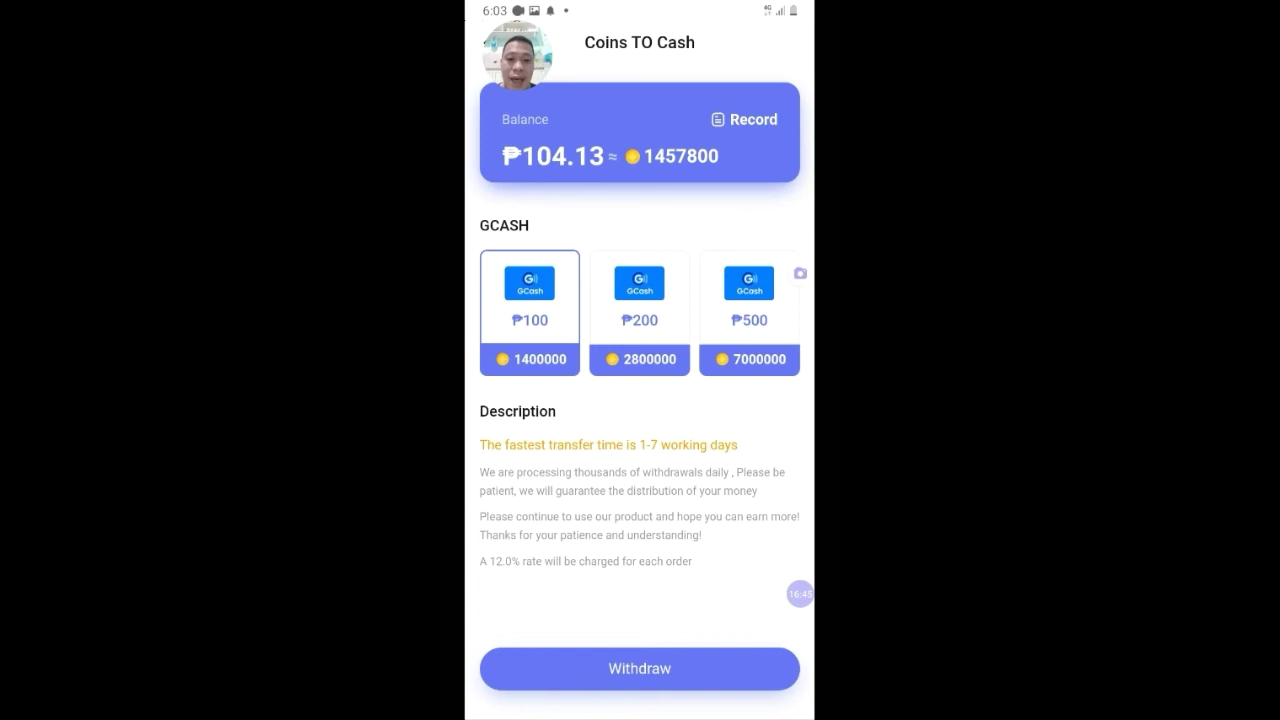 6:03
4G
Coins TO Cash
Balance
Record
₱104.13 ≈ 1457800
GCASH
G
GCash
G
GCash
G
GCash
₱100
₱200
₱500
1400000
2800000
7000000
Description
The fastest transfer time is 1-7 working days
We are processing thousands of withdrawals daily , Please be
patient, we will guarantee the distribution of your money
Please continue to use our product and hope you can earn more!
Thanks for your patience and understanding!
A 12.0% rate will be charged for each order
16:45
Withdraw